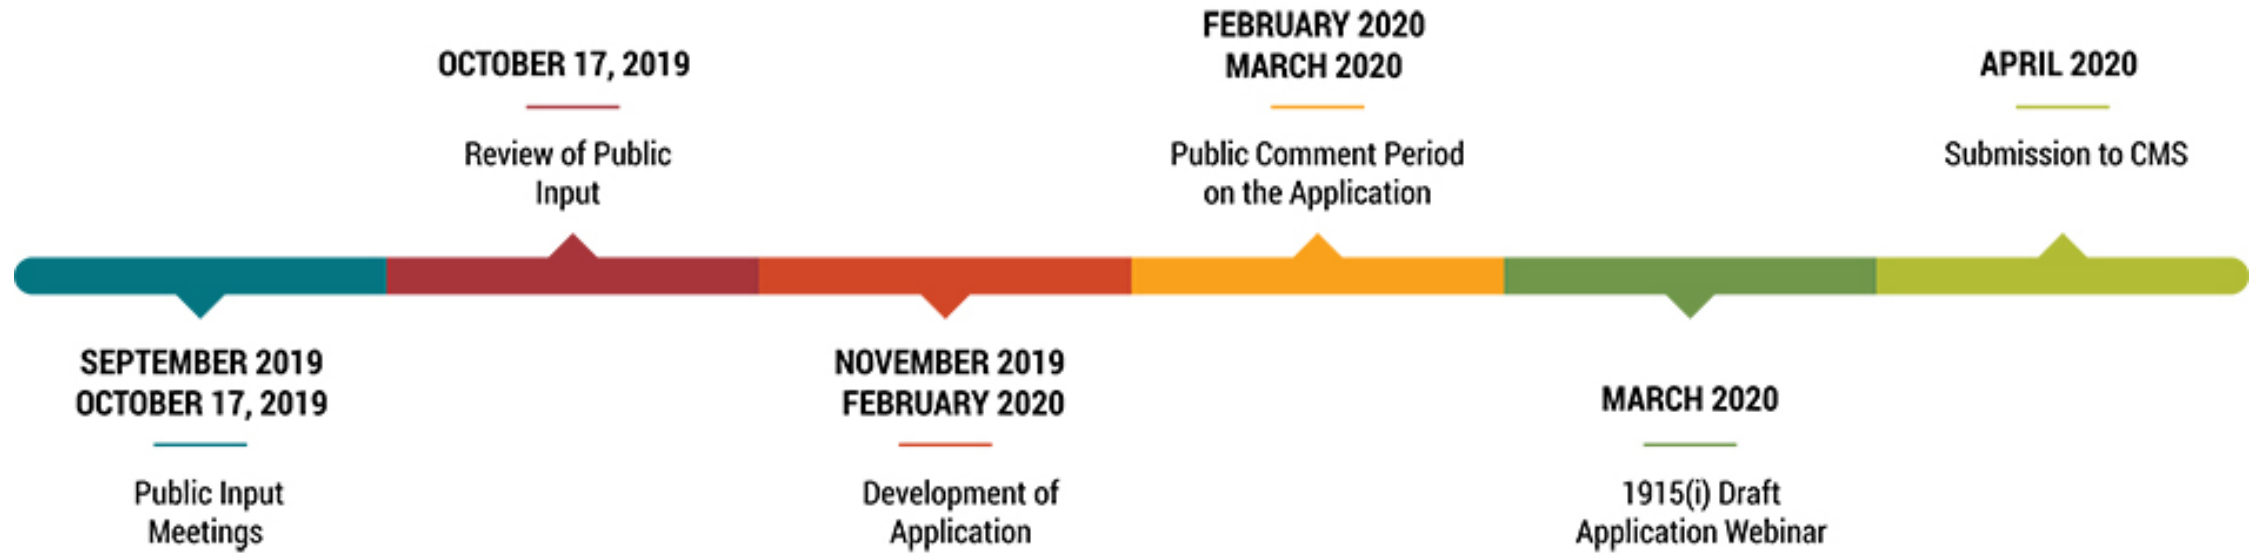 SEPTEMBER 2019
OCTOBER 17, 2019
Public Input
Meetings
OCTOBER 17, 2019
Review of Public
Input
NOVEMBER 2019
FEBRUARY 2020
Development of
Application
FEBRUARY 2020
MARCH 2020
Public Comment Period
on the Application
MARCH 2020
1915(i) Draft
Application Webinar
APRIL 2020
Submission to CMS